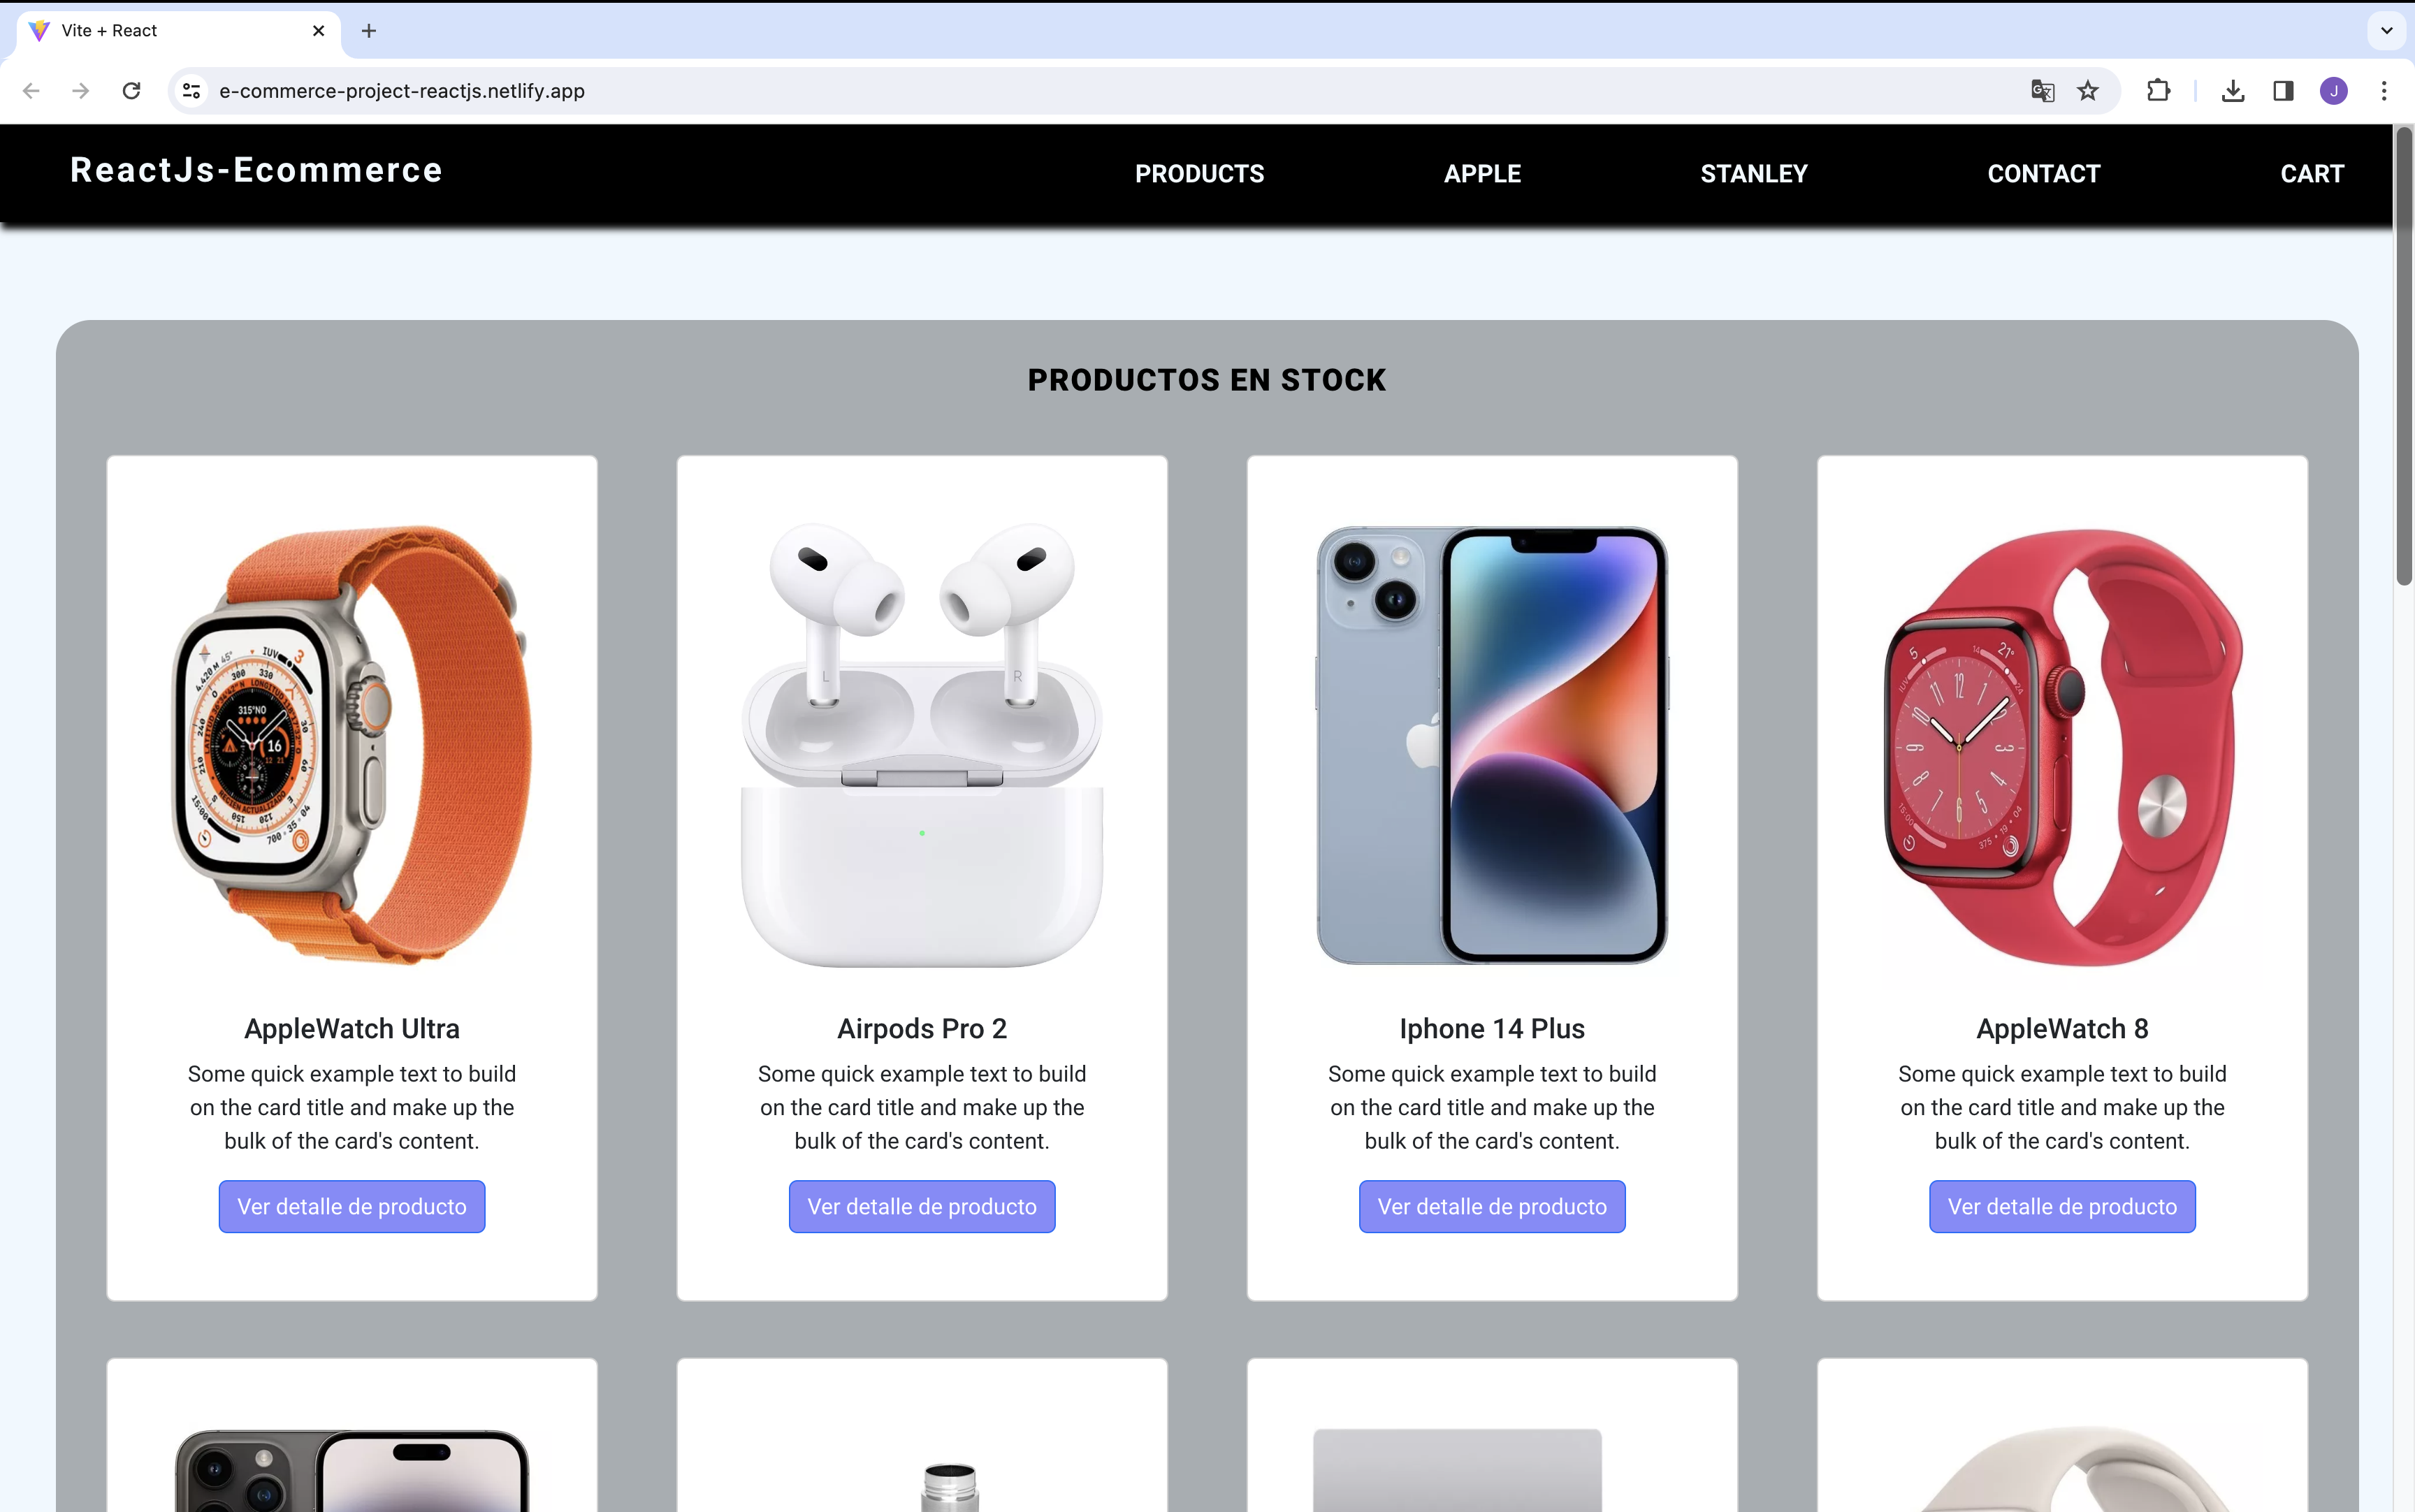 Vite + React
e-commerce-project-reactjs.netlify.app
J
ReactJs-Ecommerce
PRODUCTS
APPLE
STANLEY
CONTACT
CART
PRODUCTOS EN STOCK
L
R
AppleWatch Ultra
Some quick example text to build
on the card title and make up the
bulk of the card's content.
Ver detalle de producto
Airpods Pro 2
Some quick example text to build
on the card title and make up the
bulk of the card's content.
Ver detalle de producto
Iphone 14 Plus
Some quick example text to build
on the card title and make up the
bulk of the card's content.
Ver detalle de producto
AppleWatch 8
Some quick example text to build
on the card title and make up the
bulk of the card's content.
Ver detalle de producto